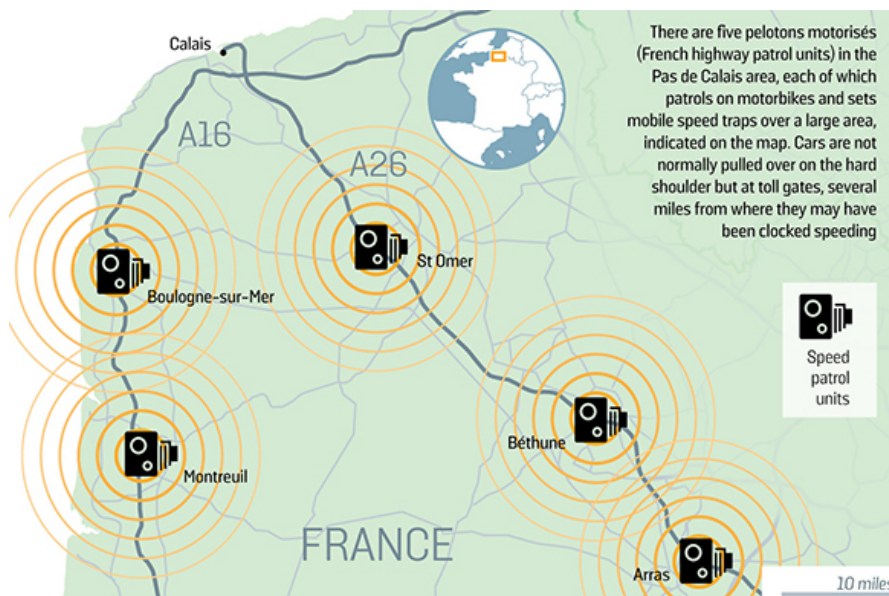 Calais
A16
A26
There are five pelotons motorisés
(French highway patrol units) in the
Pas de Calais area, each of which
patrols on motorbikes and sets
mobile speed traps over a large area,
indicated on the map. Cars are not
normally pulled over on the hard
shoulder but at toll gates, several
miles from where they may have
been clocked speeding
St Omer
Boulogne-sur-Mer
Speed
patrol
units
Béthune
Montreuil
FRANCE
Arras
10 miles